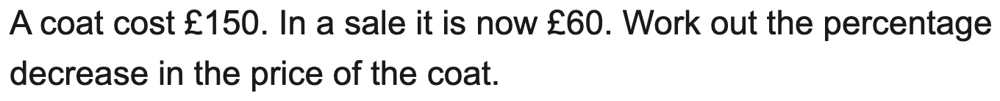 A coat cost £150. In a sale it is now £60. Work out the percentage
decrease in the price of the coat.